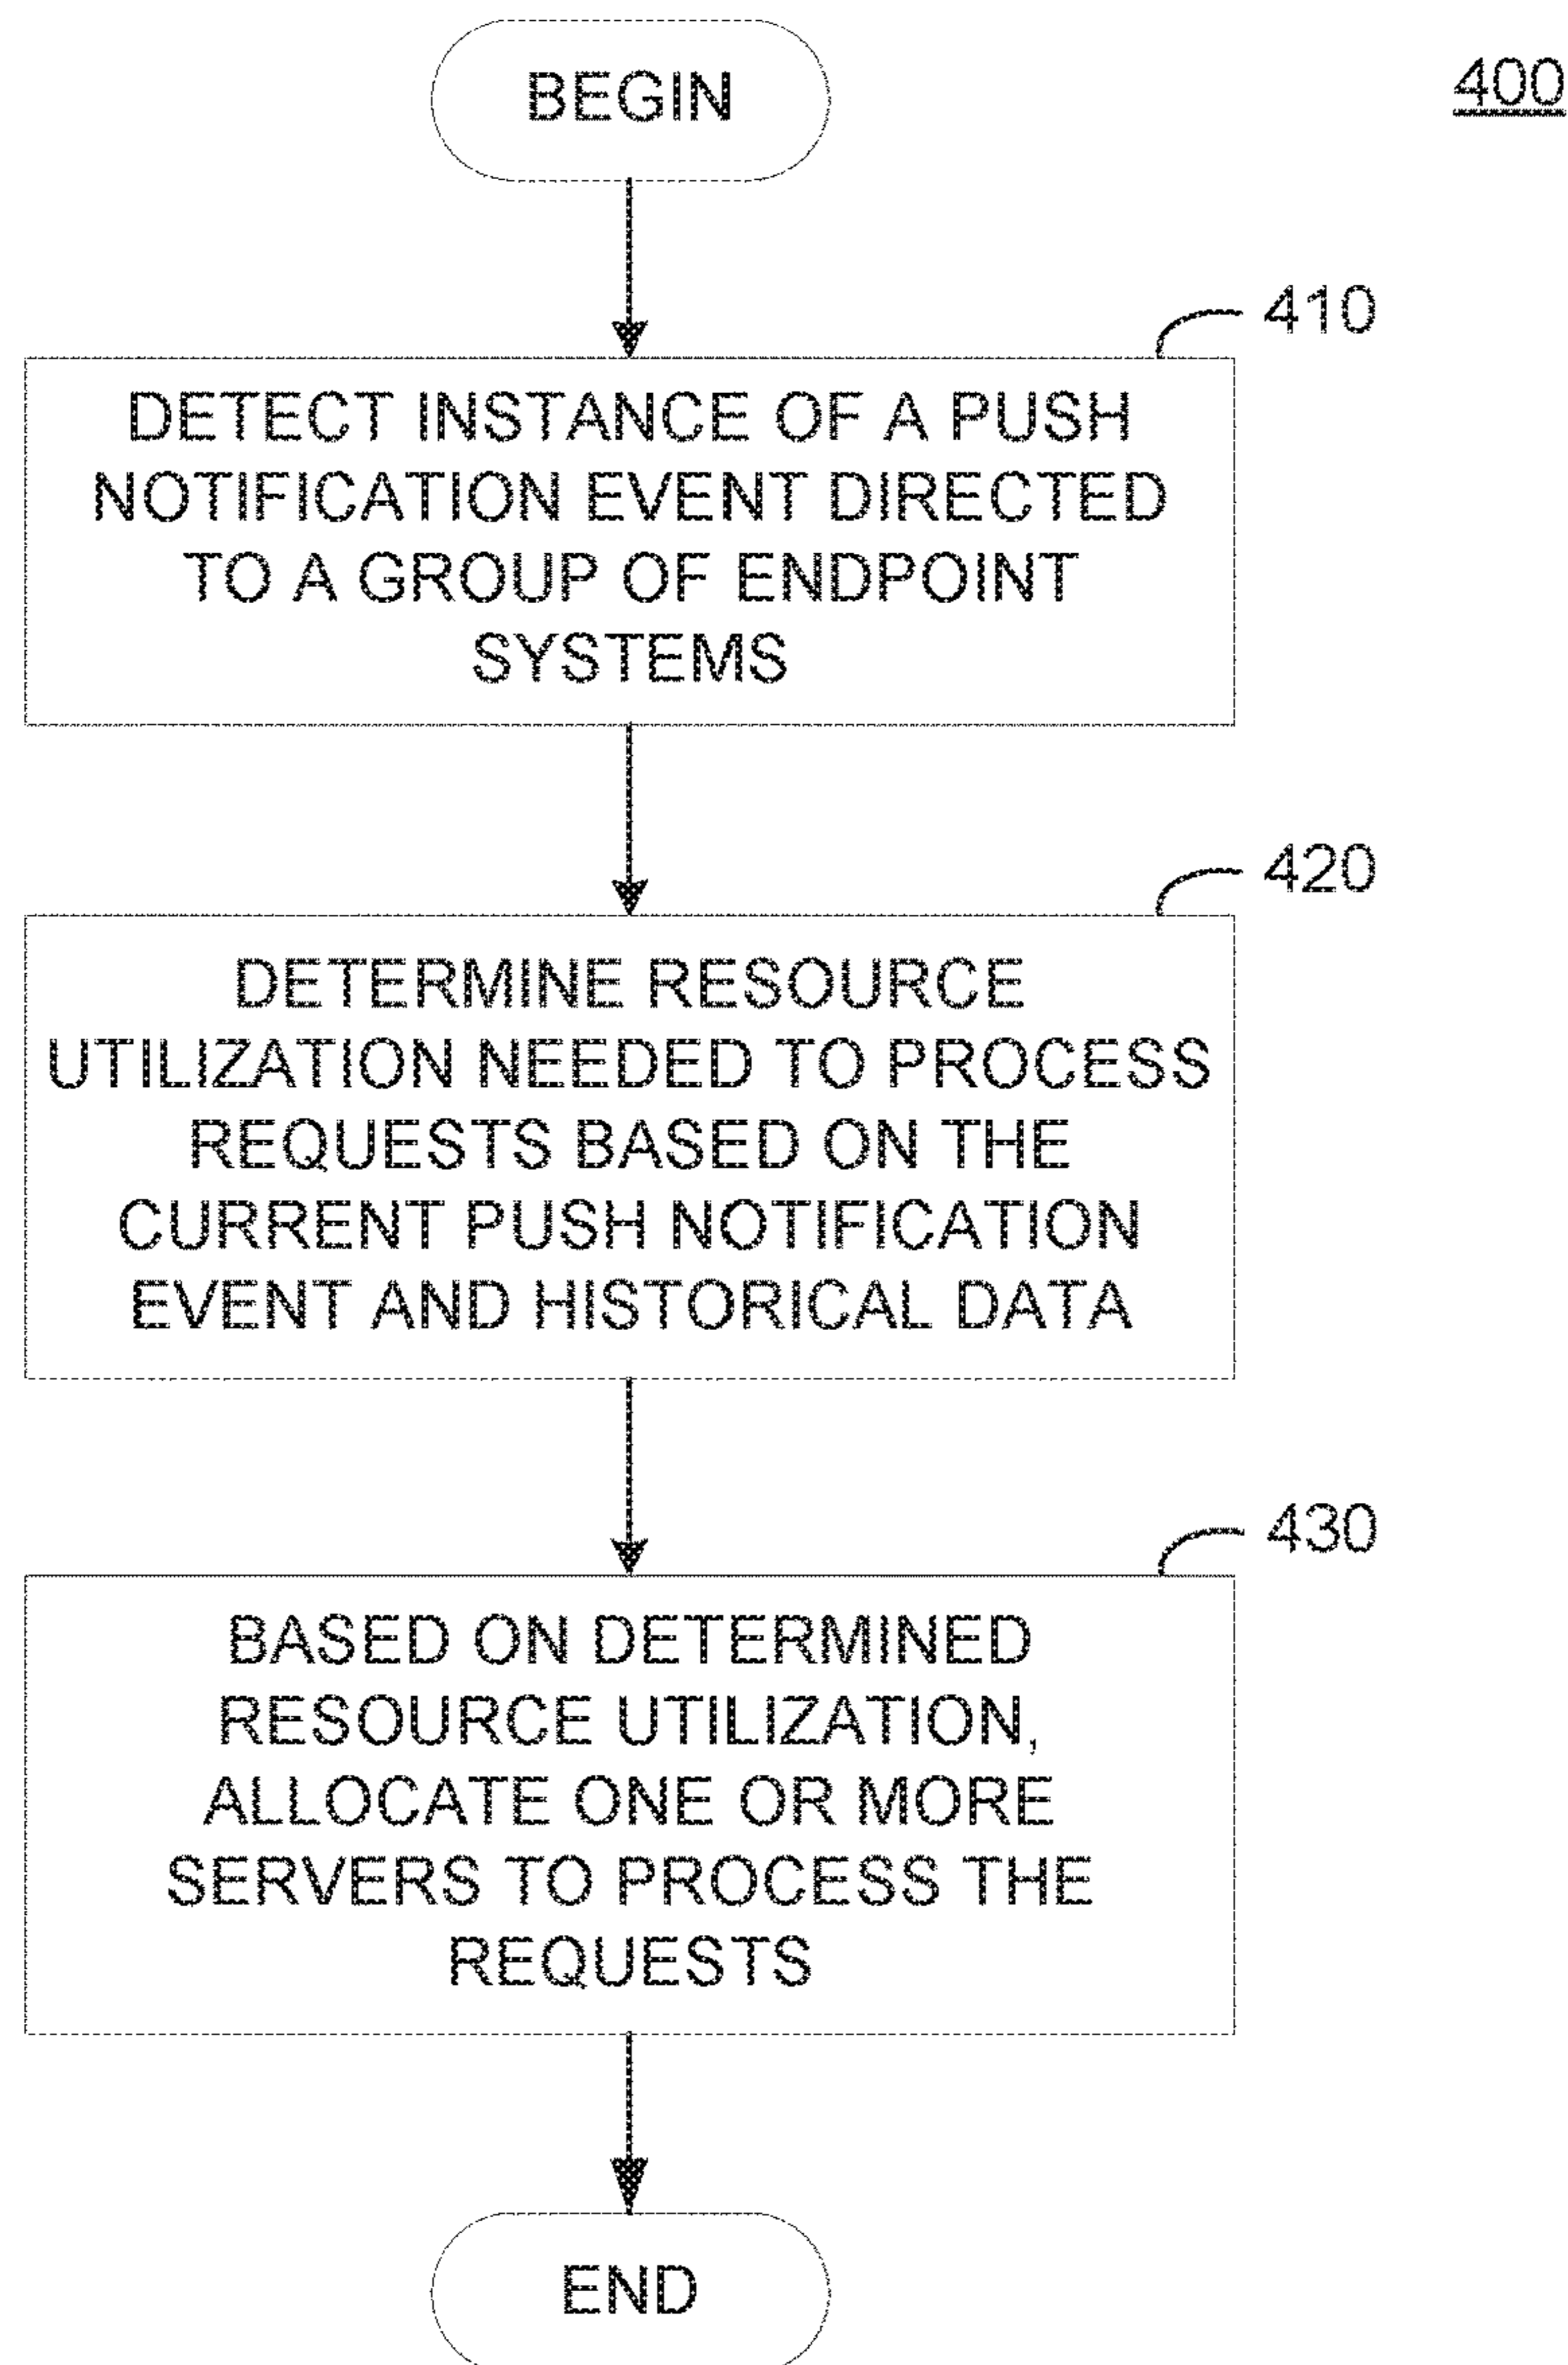 BEGIN
400
410
DETECT INSTANCE OF A PUSH
NOTIFICATION EVENT DIRECTED
TO A GROUP OF ENDPOINT
SYSTEMS
420
DETERMINE RESOURCE
UTILIZATION NEEDED TO PROCESS
REQUESTS BASED ON THE
CURRENT PUSH NOTIFICATION
EVENT AND HISTORICAL DATA
430
BASED ON DETERMINED
RESOURCE UTILIZATION,
ALLOCATE ONE OR MORE
SERVERS TO PROCESS THE
REQUESTS
END